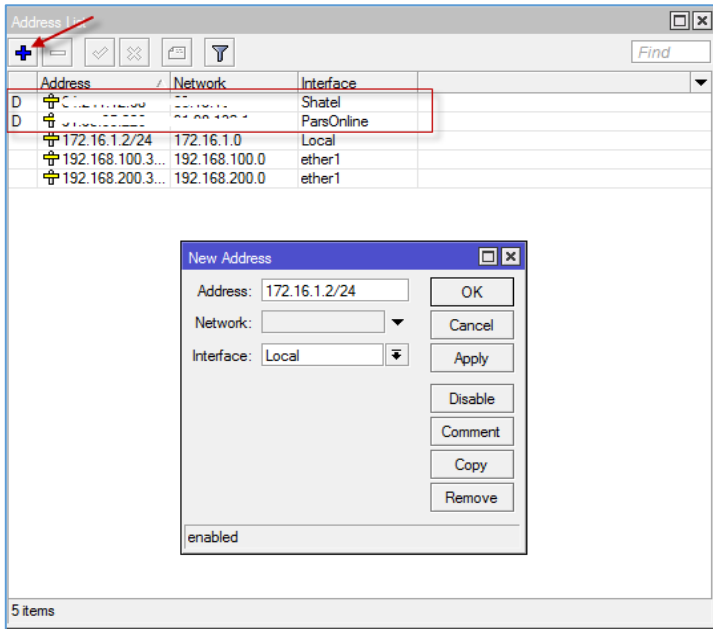 Address List
Find
Address Network Interface
D Shatel
D ParsOnline
172.16.1.2/24 172.16.1.0 Local
192.168.100.3... 192.168.100.0 ether1
192.168.200.3... 192.168.200.0 ether1
New Address
Address: 172.16.1.2/24 OK
Network: Cancel
Interface: Local Apply
Disable
Comment
Copy
Remove
enabled
5 items